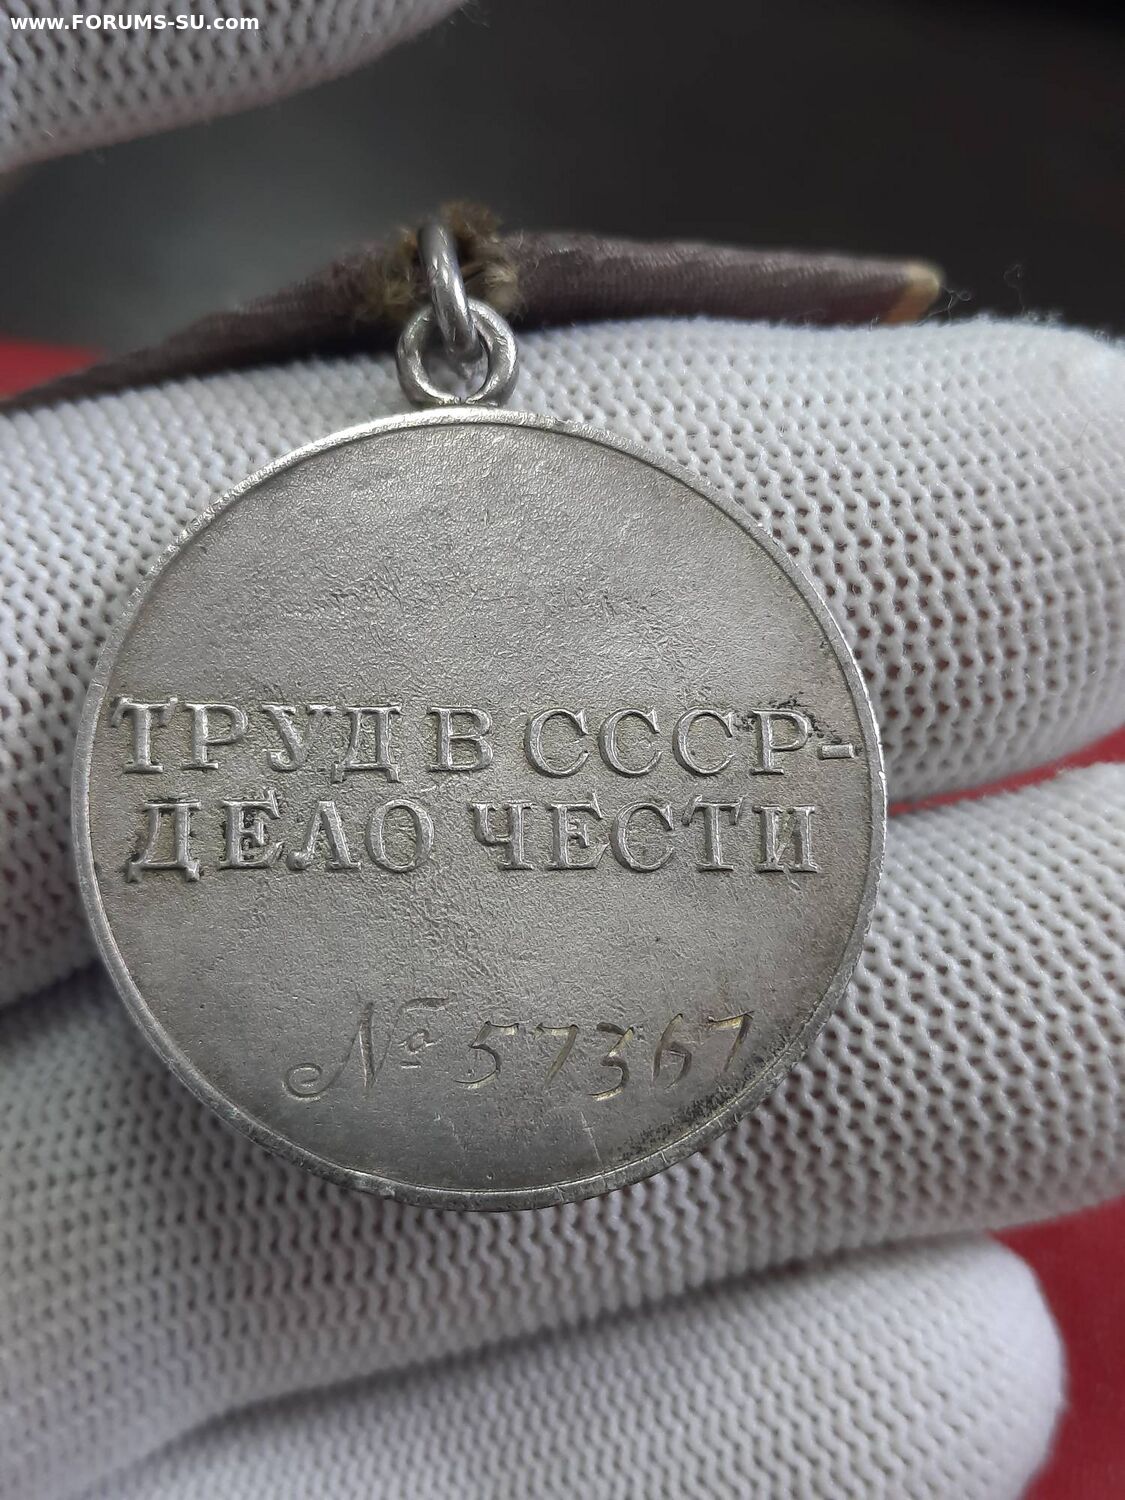 www.FORUMS-SU.com
ТРУД В СССР-
ДЕЛО ЧЕСТИ
№ 57367